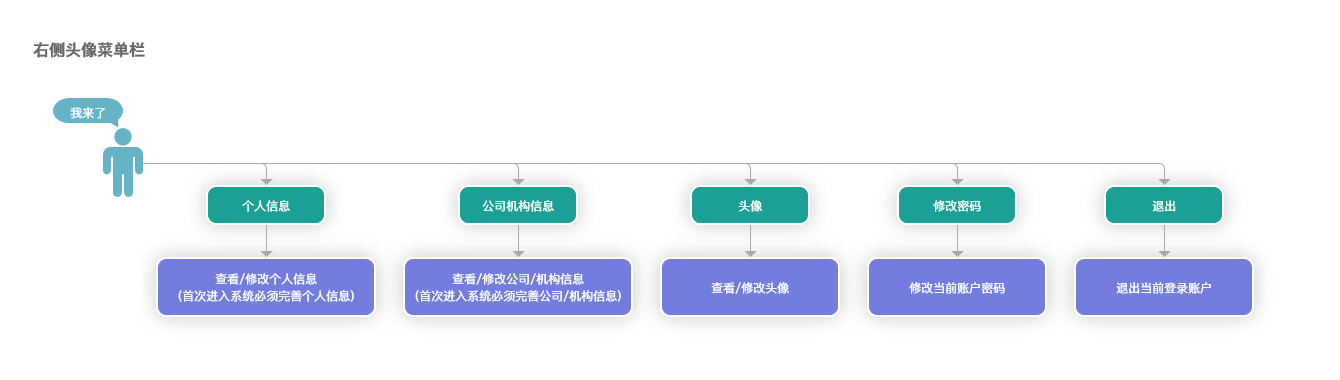 右侧头像菜单栏
我来了
个人信息
公司机构信息
头像
修改密码
退出
查看/修改个人信息
(首次进入系统必须完善个人信息)
查看/修改公司/机构信息
(首次进入系统必须完善公司/机构信息)
查看/修改头像
修改当前账户密码
退出当前登录账户